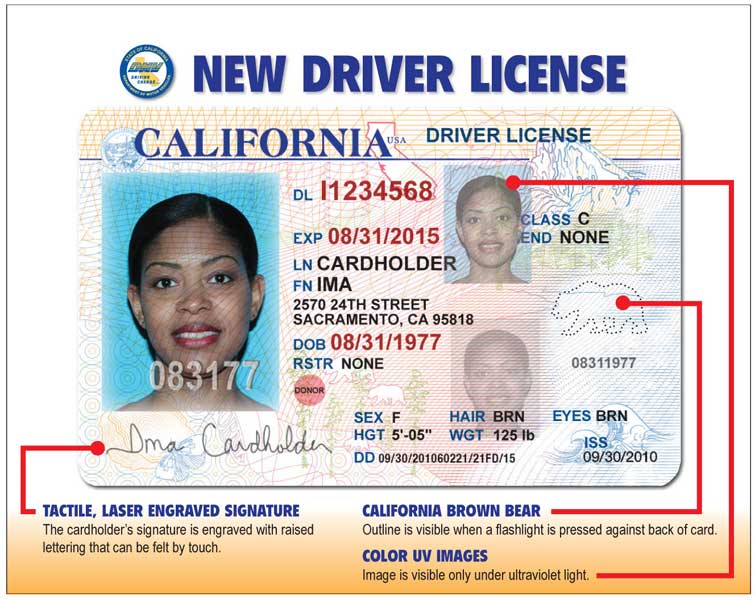 STATE OF CALIFORNIA
DMV
DRIVING CHANGE
DEPARTMENT OF MOTOR VEHICLES
NEW DRIVER LICENSE
CALIFORNIA USA DRIVER LICENSE
DL I1234568
CLASS C
EXP 08/31/2015 END NONE
LN CARDHOLDER
FN IMA
2570 24TH STREET
SACRAMENTO, CA 95818
DOB 08/31/1977
RSTR NONE 08311977
083177
DONOR
SEX F HAIR BRN EYES BRN
HGT 5'-05" WGT 125 lb ISS
DD 09/30/201060221/21FD/15 09/30/2010
Ima Cardholder
TACTILE, LASER ENGRAVED SIGNATURE
The cardholder's signature is engraved with raised
lettering that can be felt by touch.
CALIFORNIA BROWN BEAR
Outline is visible when a flashlight is pressed against back of card.
COLOR UV IMAGES
Image is visible only under ultraviolet light.